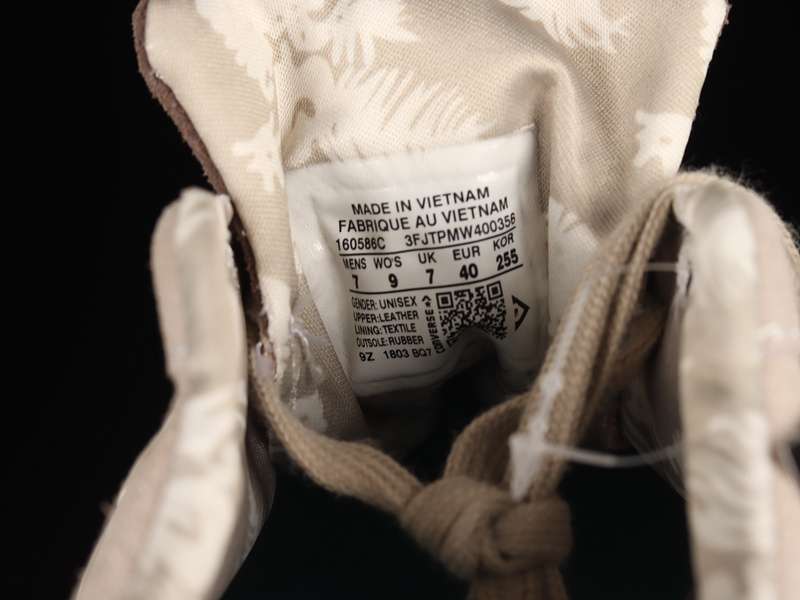 MADE IN VIETNAM
FABRIQUE AU VIETNAM
160586C 3FJTPMW400356
MENS WO'S UK EUR KOR
7 9 7 40 255
GENDER: UNISEX
UPPER:LEATHER
LINING:TEXTILE
OUTSOLE:RUBBER
9Z 1803 BQ7
CONVERSE